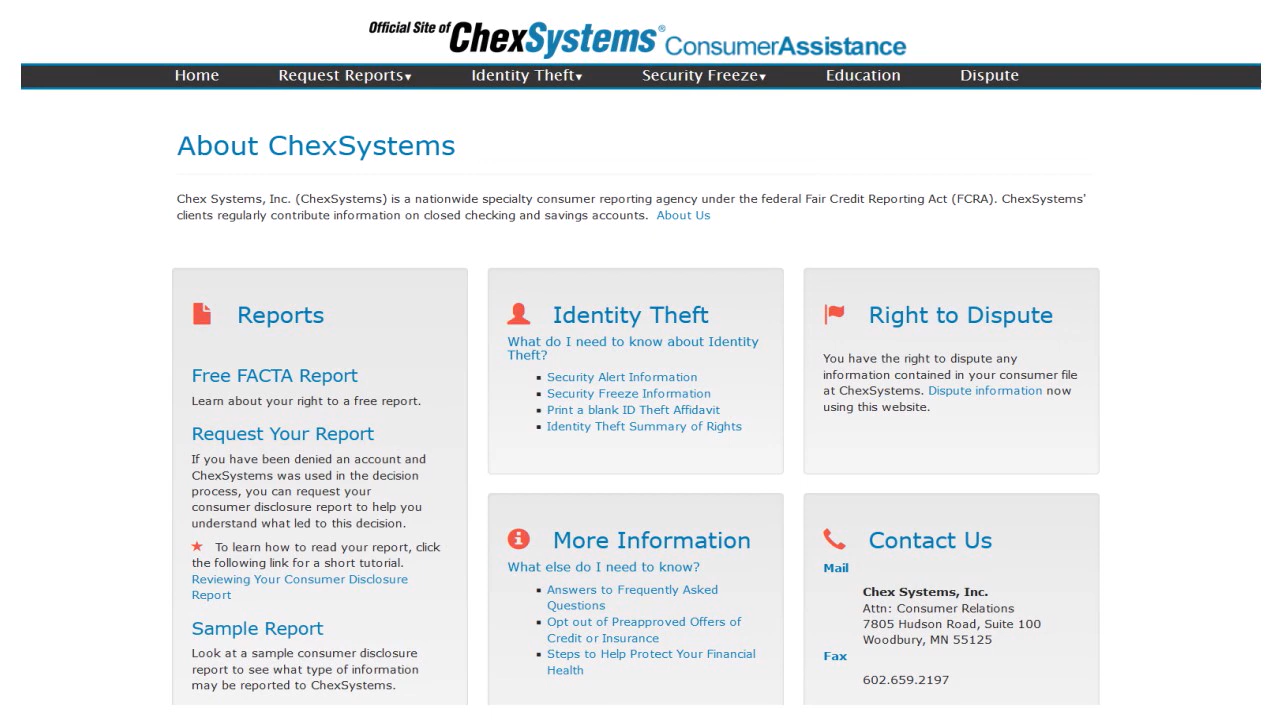 Official Site of ChexSystems® ConsumerAssistance
Home Request Reports▾ Identity Theft▾ Security Freeze▾ Education Dispute
About ChexSystems
Chex Systems, Inc. (ChexSystems) is a nationwide specialty consumer reporting agency under the federal Fair Credit Reporting Act (FCRA). ChexSystems'
clients regularly contribute information on closed checking and savings accounts. About Us
Reports
Free FACTA Report
Learn about your right to a free report.
Request Your Report
If you have been denied an account and
ChexSystems was used in the decision
process, you can request your
consumer disclosure report to help you
understand what led to this decision.
★ To learn how to read your report, click
the following link for a short tutorial.
Reviewing Your Consumer Disclosure
Report
Sample Report
Look at a sample consumer disclosure
report to see what type of information
may be reported to ChexSystems.
Identity Theft
What do I need to know about Identity
Theft?
▪ Security Alert Information
▪ Security Freeze Information
▪ Print a blank ID Theft Affidavit
▪ Identity Theft Summary of Rights
Right to Dispute
You have the right to dispute any
information contained in your consumer file
at ChexSystems. Dispute information now
using this website.
More Information
What else do I need to know?
▪ Answers to Frequently Asked
Questions
▪ Opt out of Preapproved Offers of
Credit or Insurance
▪ Steps to Help Protect Your Financial
Health
Contact Us
Mail
Chex Systems, Inc.
Attn: Consumer Relations
7805 Hudson Road, Suite 100
Woodbury, MN 55125
Fax
602.659.2197